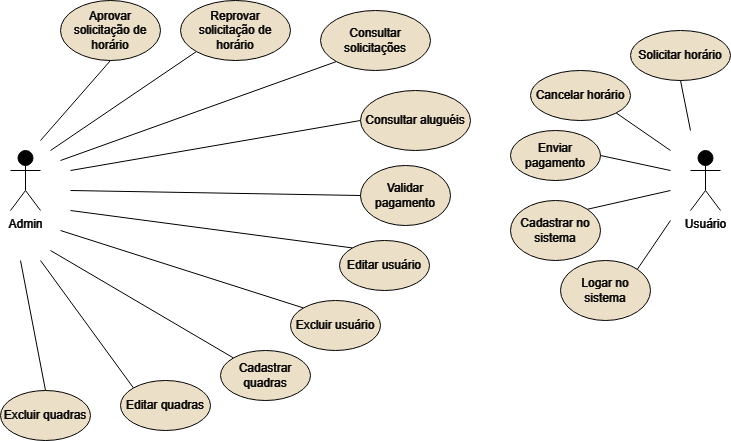 Aprovar
solicitação de
horário
Reprovar
solicitação de
horário
Consultar
solicitações
Consultar aluguéis
Validar
pagamento
Editar usuário
Excluir usuário
Cadastrar
quadras
Editar quadras
Excluir quadras
Admin
Solicitar horário
Cancelar horário
Enviar
pagamento
Cadastrar no
sistema
Logar no
sistema
Usuário